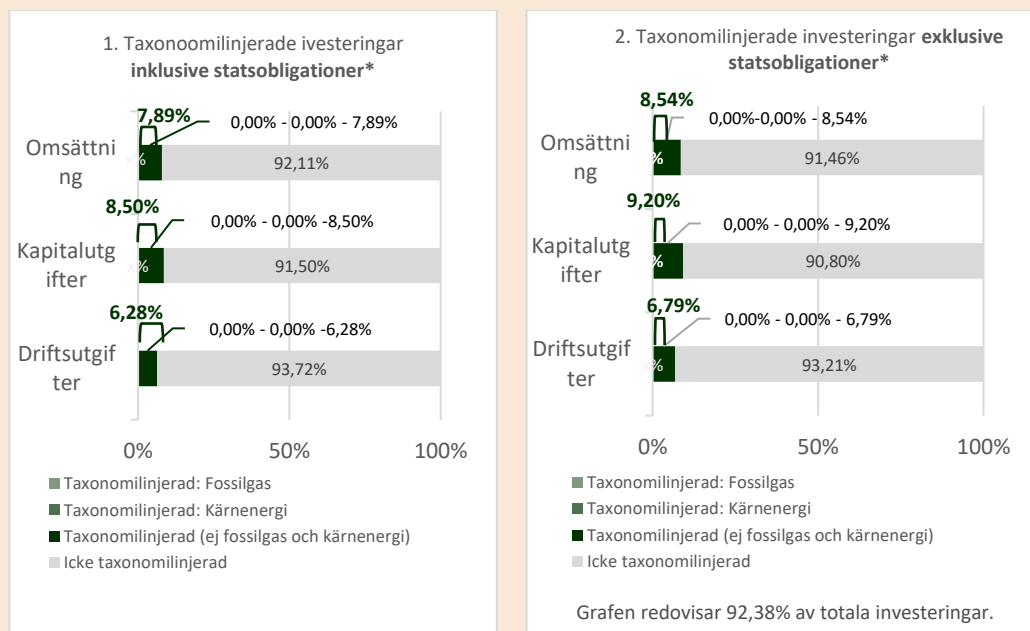 1. Taxonoomilinjerade ivesteringar
inklusive statsobligationer*
7,89%
0,00% - 0,00% - 7,89%
Omsättni
ng
%
92,11%
8,50%
0,00% - 0,00% -8,50%
Kapitalutg
ifter
%
91,50%
6,28%
0,00% - 0,00% -6,28%
Driftsutgif
ter
93,72%
0% 50% 100%
Taxonomilinjerad: Fossilgas
Taxonomilinjerad: Kärnenergi
Taxonomilinjerad (ej fossilgas och kärnenergi)
Icke taxonomilinjerad
2. Taxonomilinjerade investeringar exklusive
statsobligationer*
8,54%
0,00%-0,00% - 8,54%
Omsättni
ng
%
91,46%
9,20%
0,00% - 0,00% - 9,20%
Kapitalutg
ifter
%
90,80%
6,79%
0,00% - 0,00% - 6,79%
Driftsutgif
ter
%
93,21%
0% 50% 100%
Taxonomilinjerad: Fossilgas
Taxonomilinjerad: Kärnenergi
Taxonomilinjerad (ej fossilgas och kärnenergi)
Icke taxonomilinjerad
Grafen redovisar 92,38% av totala investeringar.